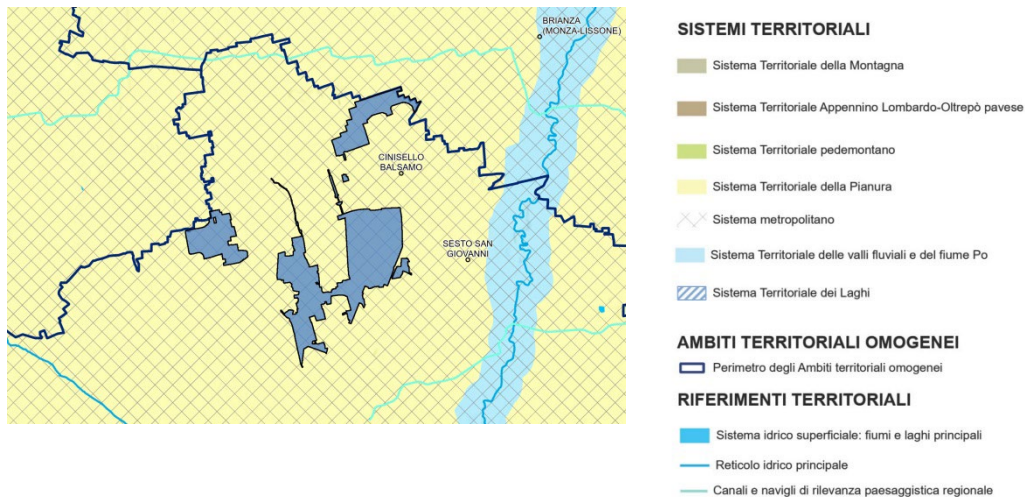 BRIANZA
(MONZA-LISSONE)
CINISELLO
BALSAMO
SESTO SAN
GIOVANNI
SISTEMI TERRITORIALI
Sistema Territoriale della Montagna
Sistema Territoriale Appennino Lombardo-Oltrepò pavese
Sistema Territoriale pedemontano
Sistema Territoriale della Pianura
Sistema metropolitano
Sistema Territoriale delle valli fluviali e del fiume Po
Sistema Territoriale dei Laghi
AMBITI TERRITORIALI OMOGENEI
Perimetro degli Ambiti territoriali omogenei
RIFERIMENTI TERRITORIALI
Sistema idrico superficiale: fiumi e laghi principali
Reticolo idrico principale
Canali e navigli di rilevanza paesaggistica regionale